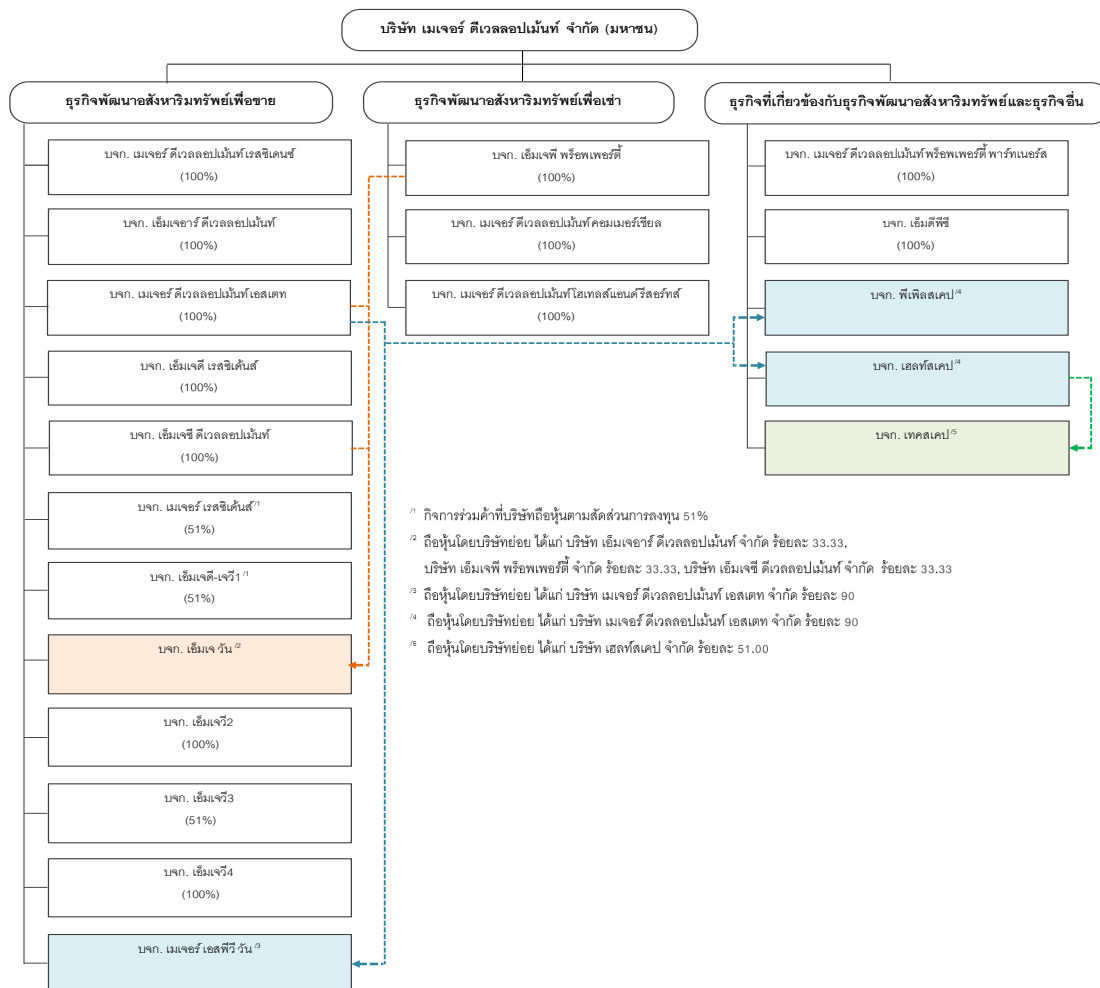 บริษัท เมเจอร์ ดีเวลลอปเม้นท์ จำกัด (มหาชน)
ธุรกิจพัฒนาอสังหาริมทรัพย์เพื่อขาย
บจก. เมเจอร์ ดีเวลลอปเม้นท์ เรสซิเดนซ์
(100%)
บจก. เอ็มเจอาร์ ดีเวลลอปเม้นท์
(100%)
บจก. เมเจอร์ ดีเวลลอปเม้นท์ เอสเตท
(100%)
บจก. เอ็มเจดี เรสซิเด้นส์
(100%)
บจก. เอ็มเจซี ดีเวลลอปเม้นท์
(100%)
บจก. เมเจอร์ เรสซิเด้นส์ /1
(51%)
บจก. เอ็มเจดี-เจวี1 /1
(51%)
บจก. เอ็มเจ วัน /2
บจก. เอ็มเจวี2
(100%)
บจก. เอ็มเจวี3
(51%)
บจก. เอ็มเจวี4
(100%)
บจก. เมเจอร์ เอสพีวี วัน /3
ธุรกิจพัฒนาอสังหาริมทรัพย์เพื่อเช่า
บจก. เอ็มเจพี พร็อพเพอร์ตี้
(100%)
บจก. เมเจอร์ ดีเวลลอปเม้นท์ คอมเมอร์เชียล
(100%)
บจก. เมเจอร์ ดีเวลลอปเม้นท์ โฮเทลส์ แอนด์ รีสอร์ทส์
(100%)
ธุรกิจที่เกี่ยวข้องกับธุรกิจพัฒนาอสังหาริมทรัพย์และธุรกิจอื่น
บจก. เมเจอร์ ดีเวลลอปเม้นท์ พร็อพเพอร์ตี้ พาร์ทเนอร์ส
(100%)
บจก. เอ็มดีพีซี
(100%)
บจก. พีเพิลสเคป /4
บจก. เฮลท์สเคป /4
บจก. เทคสเคป /5
/1 กิจการร่วมค้าที่บริษัทถือหุ้นตามสัดส่วนการลงทุน 51%
/2 ถือหุ้นโดยบริษัทย่อย ได้แก่ บริษัท เอ็มเจอาร์ ดีเวลลอปเม้นท์ จำกัด ร้อยละ 33.33,
บริษัท เอ็มเจพี พร็อพเพอร์ตี้ จำกัด ร้อยละ 33.33, บริษัท เอ็มเจซี ดีเวลลอปเม้นท์ จำกัด ร้อยละ 33.33
/3 ถือหุ้นโดยบริษัทย่อย ได้แก่ บริษัท เมเจอร์ ดีเวลลอปเม้นท์ เอสเตท จำกัด ร้อยละ 90
/4 ถือหุ้นโดยบริษัทย่อย ได้แก่ บริษัท เมเจอร์ ดีเวลลอปเม้นท์ เอสเตท จำกัด ร้อยละ 90
/5 ถือหุ้นโดยบริษัทย่อย ได้แก่ บริษัท เฮลท์สเคป จำกัด ร้อยละ 51.00